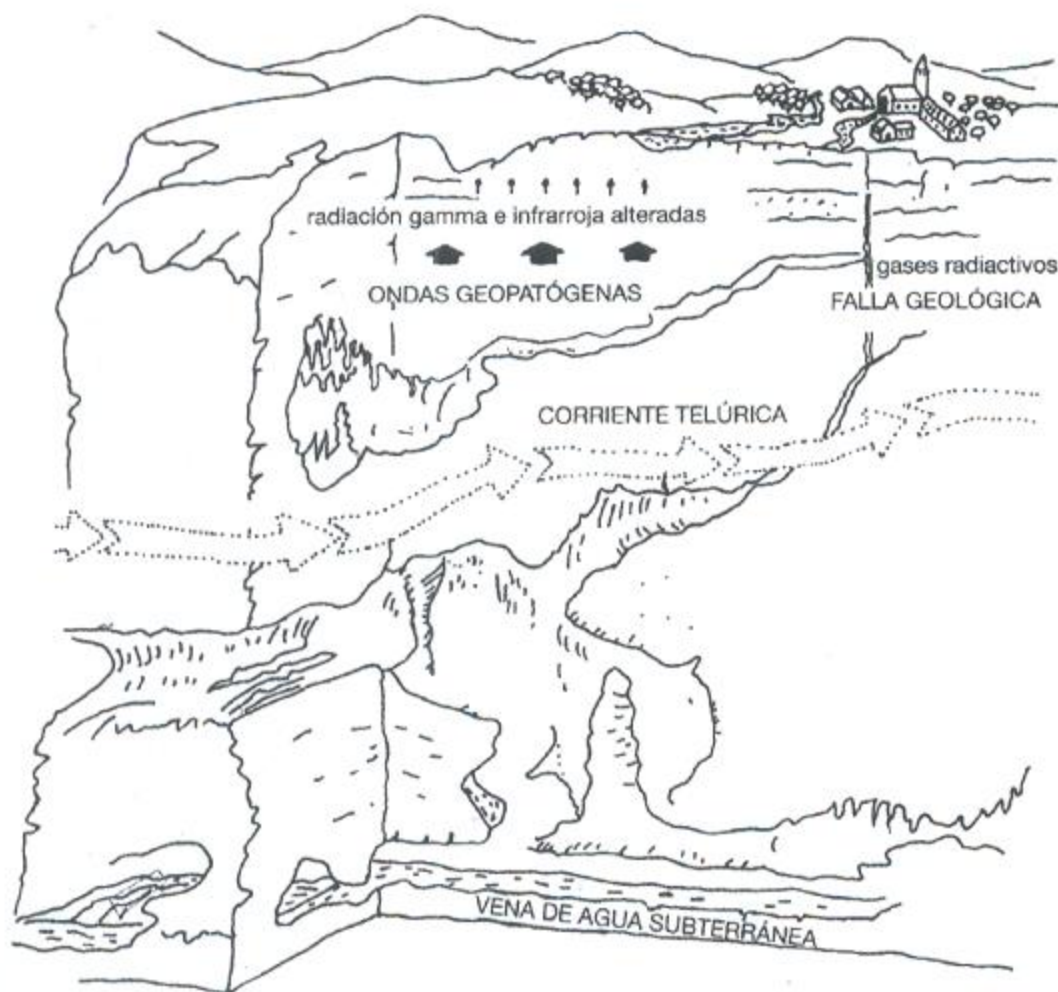 radiación gamma e infrarroja alteradas
ONDAS GEOPATÓGENAS
gases radiactivos
FALLA GEOLÓGICA
CORRIENTE TELÚRICA
VENA DE AGUA SUBTERRÁNEA